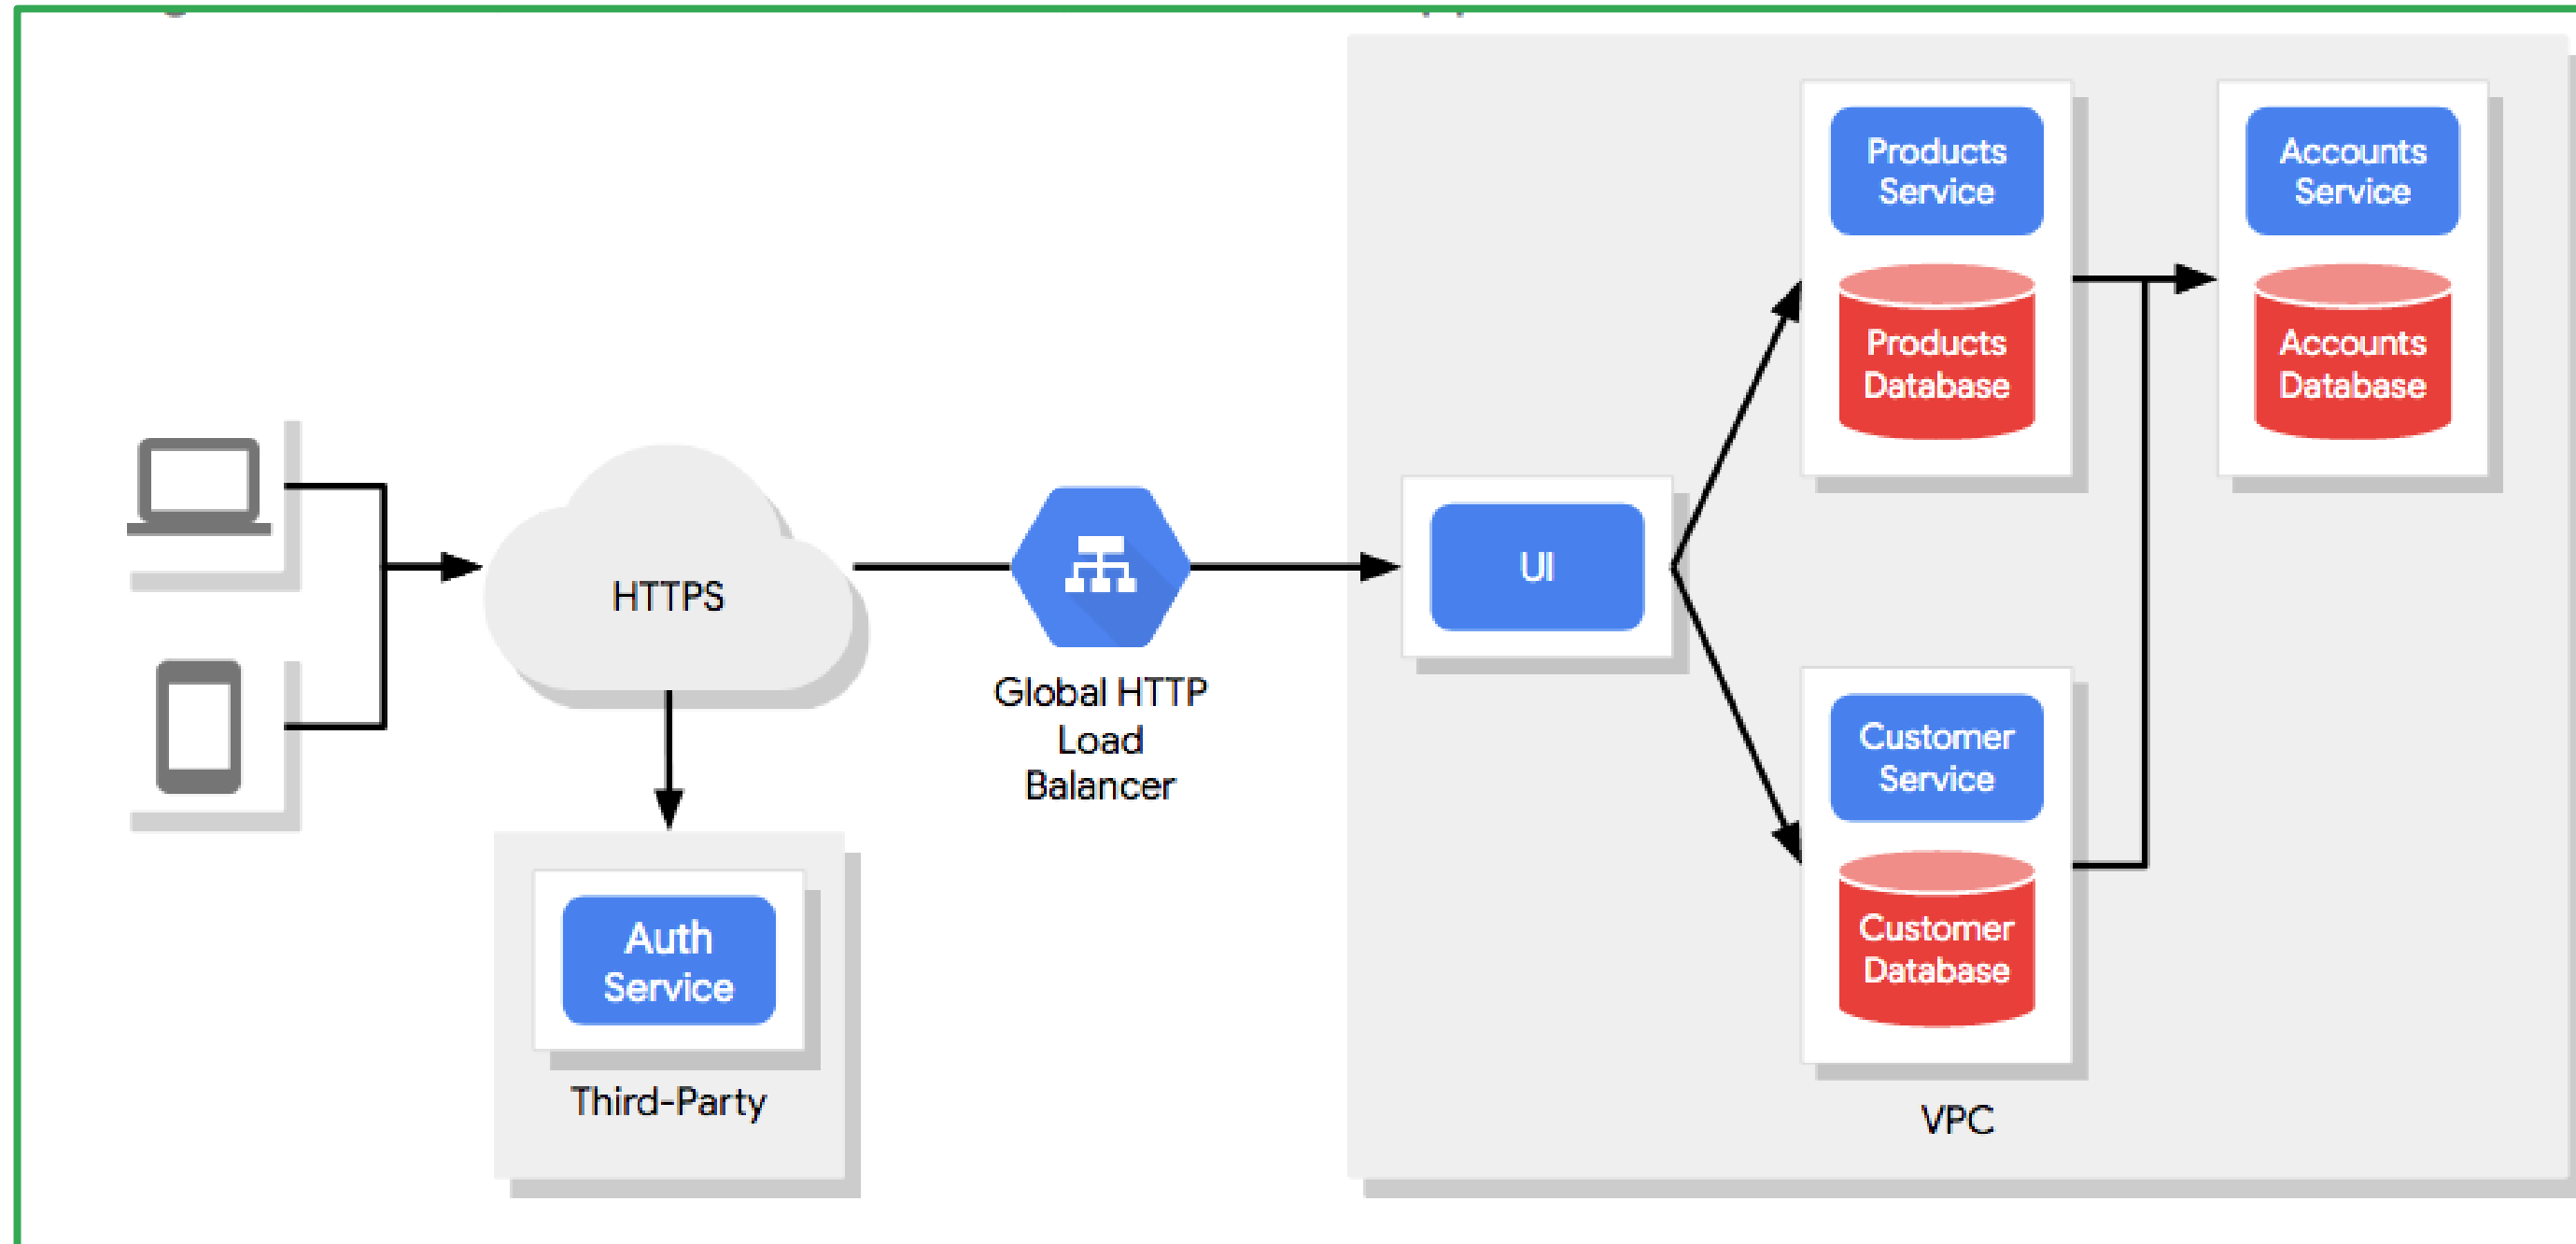 Products
Service
Products
Database
Accounts
Service
Accounts
Database
HTTPS
Global HTTP
Load
Balancer
UI
Customer
Service
Customer
Database
Auth
Service
Third-Party
VPC